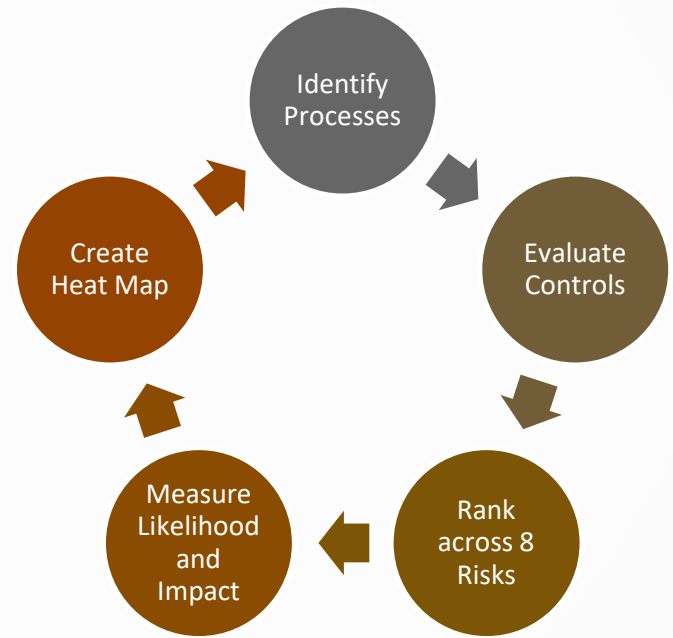 Identify
Processes
Evaluate
Controls
Rank
across 8
Risks
Measure
Likelihood
and
Impact
Create
Heat Map